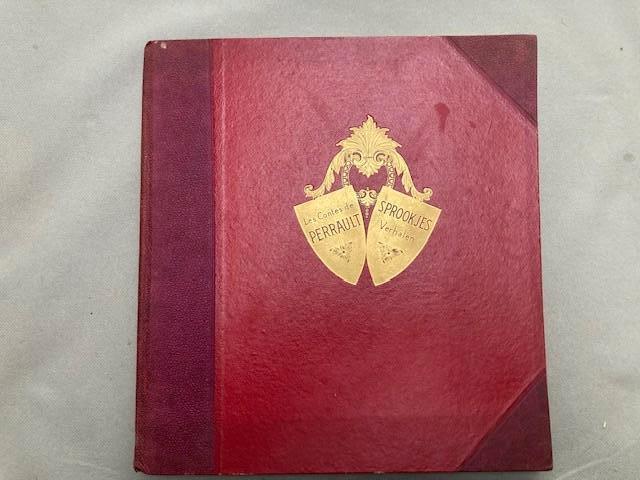 Les Contes de
PERRAULT
SPROOKJES
Verhalen